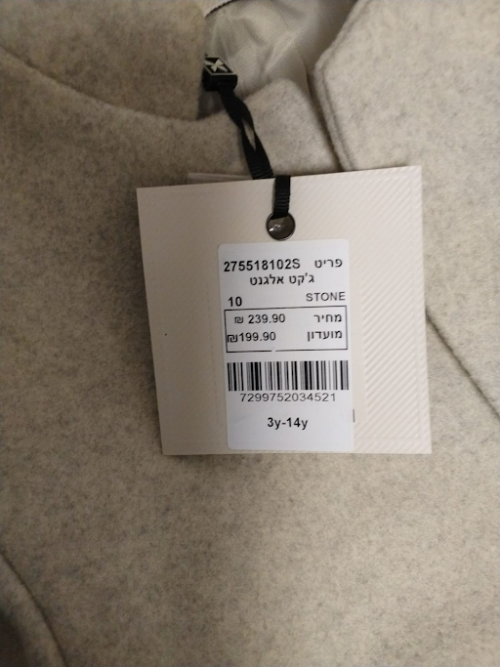 פריט 275518102S
ג'קט אלגנט
STONE 10
מחיר 239.90 ₪
מועדון 199.90₪
7299752034521
3y-14y